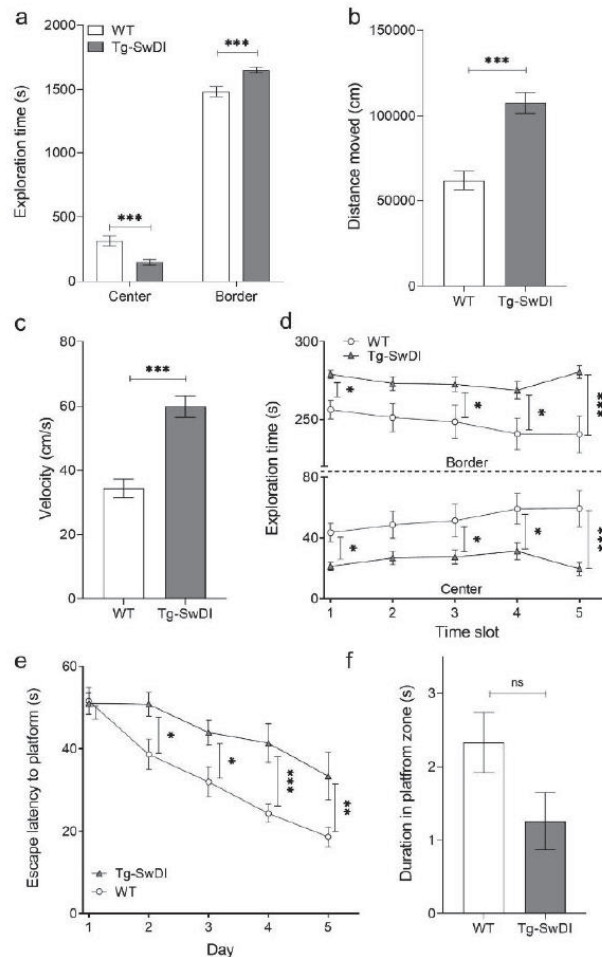 a
WT
Tg-SwDI
Exploration time (s)
2000
1500
1000
500
0
***
***
Center
Border
b
Distance moved (cm)
150000
100000
50000
0
***
WT
Tg-SwDI
c
Velocity (cm/s)
80
60
40
20
0
***
WT
Tg-SwDI
d
WT
Tg-SwDI
Exploration time (s)
300
250
80
40
0
*
*
*
***
Border
*
*
*
***
Center
1
2
3
4
5
Time slot
e
Escape latency to platform (s)
60
40
20
0
*
*
***
**
Tg-SwDI
WT
1
2
3
4
5
Day
f
Duration in platfrom zone (s)
3
2
1
0
ns
WT
Tg-SwDI